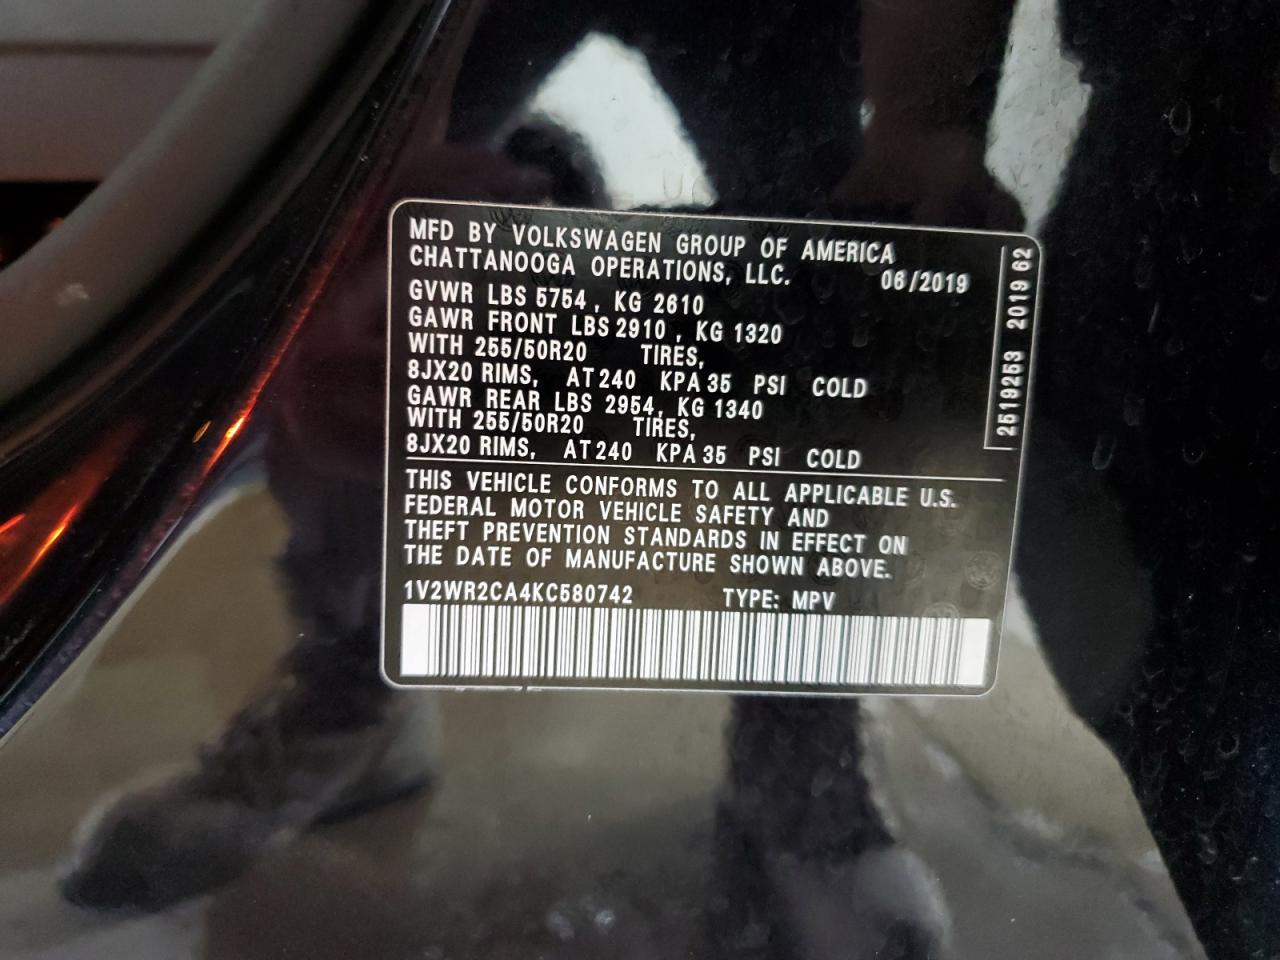 MFD BY VOLKSWAGEN GROUP OF AMERICA
CHATTANOOGA OPERATIONS, LLC. 06/2019
GVWR LBS 5754, KG 2610
GAWR FRONT LBS 2910, KG 1320
WITH 255/50R20 TIRES,
8JX20 RIMS, AT 240 KPA 35 PSI COLD
GAWR REAR LBS 2954, KG 1340
WITH 255/50R20 TIRES,
8JX20 RIMS, AT 240 KPA 35 PSI COLD
THIS VEHICLE CONFORMS TO ALL APPLICABLE U.S.
FEDERAL MOTOR VEHICLE SAFETY AND
THEFT PREVENTION STANDARDS IN EFFECT ON
THE DATE OF MANUFACTURE SHOWN ABOVE.
1V2WR2CA4KC580742 TYPE: MPV
2519253 2019 62